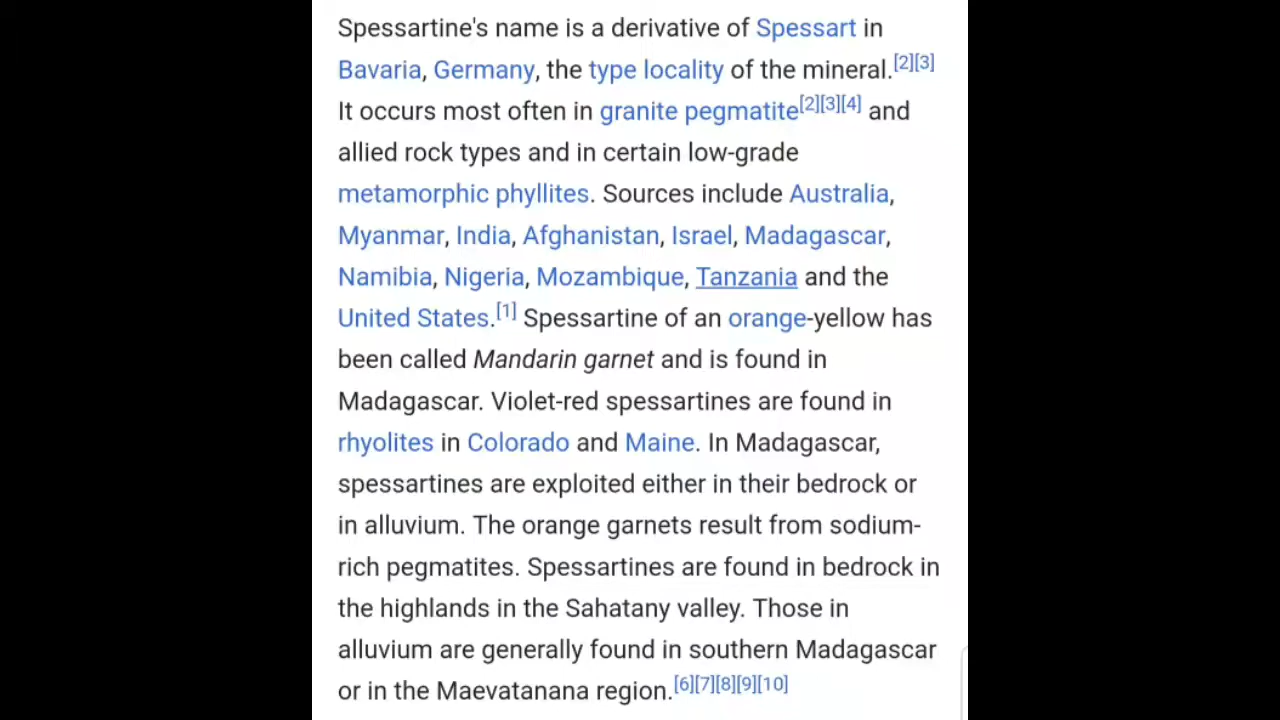 Spessartine's name is a derivative of Spessart in
Bavaria, Germany, the type locality of the mineral.[2][3]
It occurs most often in granite pegmatite[2][3][4] and
allied rock types and in certain low-grade
metamorphic phyllites. Sources include Australia,
Myanmar, India, Afghanistan, Israel, Madagascar,
Namibia, Nigeria, Mozambique, Tanzania and the
United States.[1] Spessartine of an orange-yellow has
been called Mandarin garnet and is found in
Madagascar. Violet-red spessartines are found in
rhyolites in Colorado and Maine. In Madagascar,
spessartines are exploited either in their bedrock or
in alluvium. The orange garnets result from sodium-
rich pegmatites. Spessartines are found in bedrock in
the highlands in the Sahatany valley. Those in
alluvium are generally found in southern Madagascar
or in the Maevatanana region.[6][7][8][9][10]